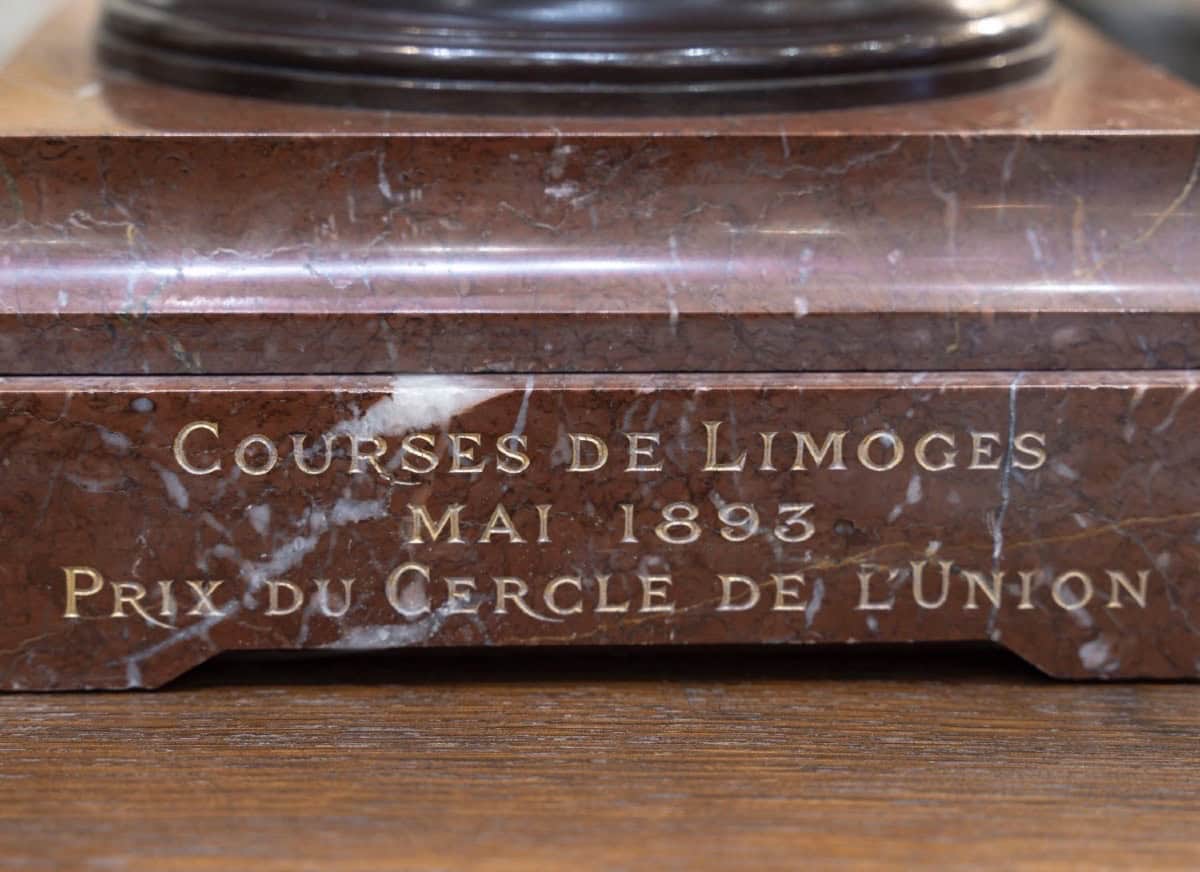 COURSES DE LIMOGES
MAI 1893
PRIX DU CERCLE DE L'UNION